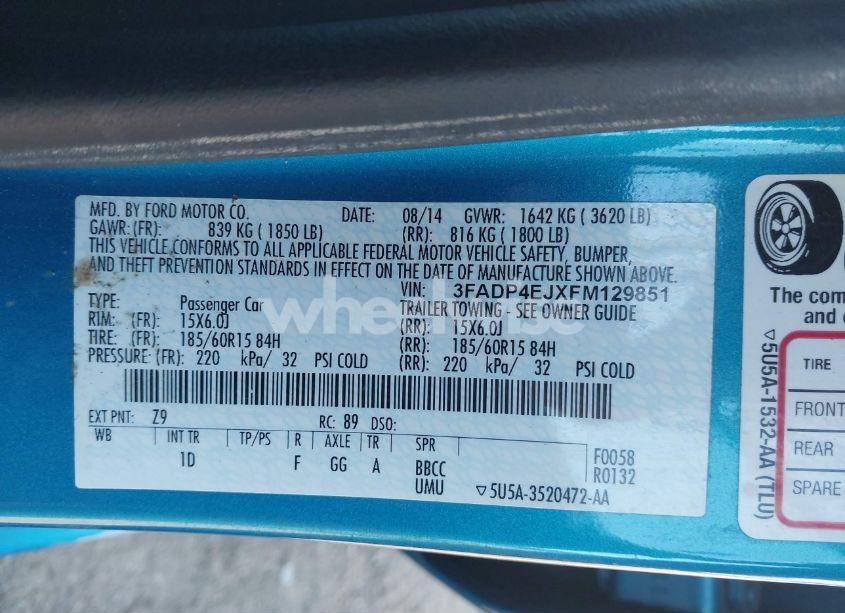 MFD. BY FORD MOTOR CO. DATE: 08/14 GVWR: 1642 KG ( 3620 LB)
GAWR: (FR): 839 KG ( 1850 LB) (RR): 816 KG ( 1800 LB)
THIS VEHICLE CONFORMS TO ALL APPLICABLE FEDERAL MOTOR VEHICLE SAFETY, BUMPER,
AND THEFT PREVENTION STANDARDS IN EFFECT ON THE DATE OF MANUFACTURE SHOWN ABOVE.
VIN: 3FADP4EJXFM129851
TYPE: Passenger Car TRAILER TOWING - SEE OWNER GUIDE
RIM: (FR): 15X6.0J (RR): 15X6.0J
TIRE: (FR): 185/60R15 84H (RR): 185/60R15 84H
PRESSURE: (FR): 220 kPa/ 32 PSI COLD (RR): 220 kPa/ 32 PSI COLD
EXT PNT: Z9 RC: 89 DSO:
WB INT TR TP/PS R AXLE TR SPR F0058
1D F GG A BBCC R0132
UMU ▽5U5A-3520472-AA
The com
and
TIRE
FRONT
REAR
SPARE
▽5U5A-1532-AA (TLU)